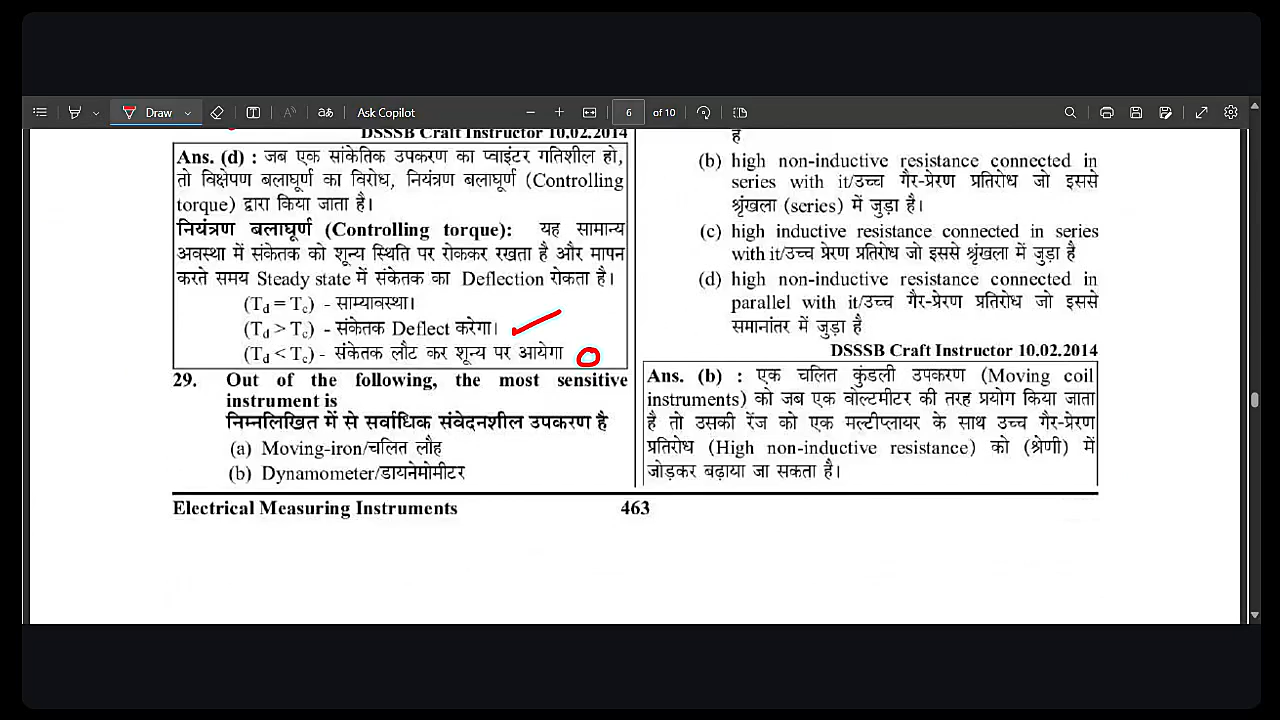 Draw
Ask Copilot
6 of 10
DSSSB Craft Instructor 10.02.2014
Ans. (d) : जब एक सांकेतिक उपकरण का प्वाइंटर गतिशील हो,
तो विक्षेपण बलाघूर्ण का विरोध, नियंत्रण बलाघूर्ण (Controlling
torque) द्वारा किया जाता है।
नियंत्रण बलाघूर्ण (Controlling torque): यह सामान्य
अवस्था में संकेतक को शून्य स्थिति पर रोककर रखता है और मापन
करते समय Steady state में संकेतक का Deflection रोकता है।
(Td = Tc) - साम्यावस्था।
(Td > Tc) - संकेतक Deflect करेगा।
(Td < Tc) - संकेतक लौट कर शून्य पर आयेगा
29. Out of the following, the most sensitive
instrument is
निम्नलिखित में से सर्वाधिक संवेदनशील उपकरण है
(a) Moving-iron/चलित लौह
(b) Dynamometer/डायनेमोमीटर
है
(b) high non-inductive resistance connected in
series with it/उच्च गैर-प्रेरण प्रतिरोध जो इससे
श्रृंखला (series) में जुड़ा है।
(c) high inductive resistance connected in series
with it/उच्च प्रेरण प्रतिरोध जो इससे श्रृंखला में जुड़ा है
(d) high non-inductive resistance connected in
parallel with it/उच्च गैर-प्रेरण प्रतिरोध जो इससे
समानांतर में जुड़ा है
DSSSB Craft Instructor 10.02.2014
Ans. (b) : एक चलित कुंडली उपकरण (Moving coil
instruments) को जब एक वोल्टमीटर की तरह प्रयोग किया जाता
है तो उसकी रेंज को एक मल्टीप्लायर के साथ उच्च गैर-प्रेरण
प्रतिरोध (High non-inductive resistance) को (श्रेणी) में
जोड़कर बढ़ाया जा सकता है।
Electrical Measuring Instruments 463